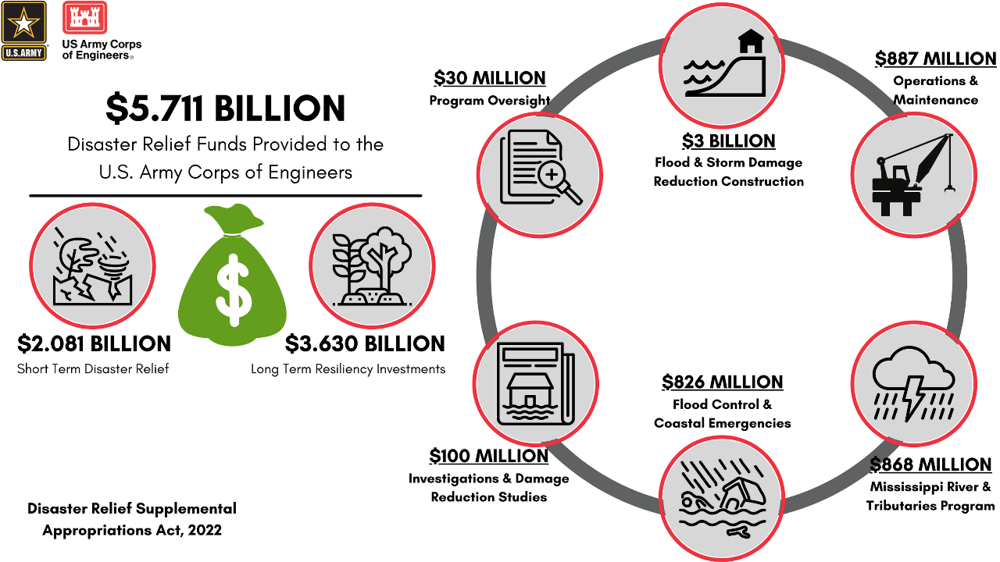 U.S.ARMY
US Army Corps
of Engineers®
$5.711 BILLION
Disaster Relief Funds Provided to the
U.S. Army Corps of Engineers
$
$2.081 BILLION
Short Term Disaster Relief
$3.630 BILLION
Long Term Resiliency Investments
Disaster Relief Supplemental
Appropriations Act, 2022
$30 MILLION
Program Oversight
$3 BILLION
Flood & Storm Damage
Reduction Construction
$887 MILLION
Operations &
Maintenance
$100 MILLION
Investigations & Damage
Reduction Studies
$826 MILLION
Flood Control &
Coastal Emergencies
$868 MILLION
Mississippi River &
Tributaries Program